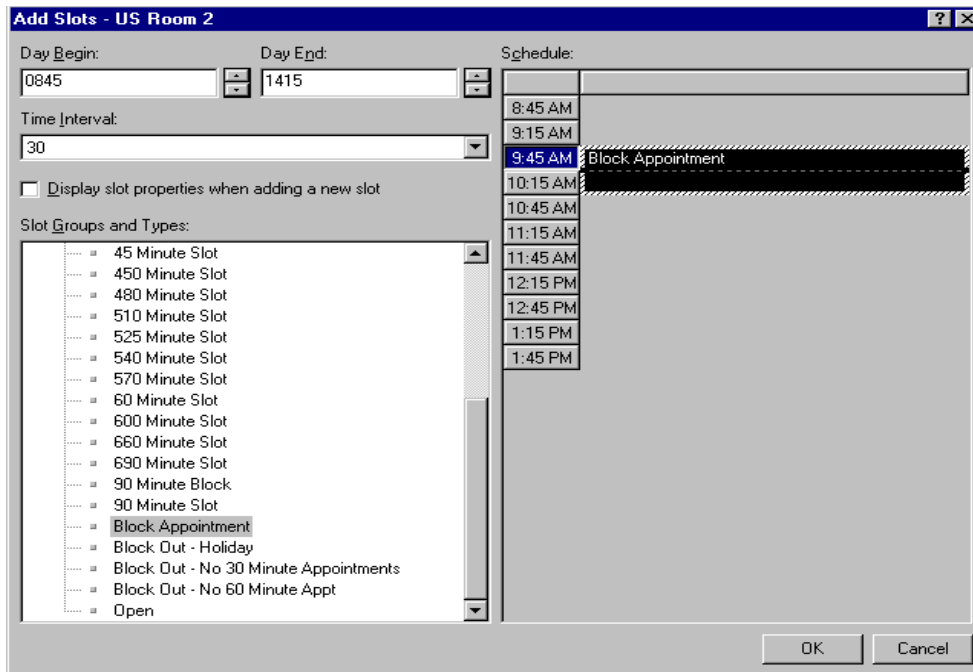 Add Slots - US Room 2
Day Begin:
Day End:
0845
1415
Time Interval:
30
Display slot properties when adding a new slot
Slot Groups and Types:
45 Minute Slot
450 Minute Slot
480 Minute Slot
510 Minute Slot
525 Minute Slot
540 Minute Slot
570 Minute Slot
60 Minute Slot
600 Minute Slot
660 Minute Slot
690 Minute Slot
90 Minute Block
90 Minute Slot
Block Appointment
Block Out - Holiday
Block Out - No 30 Minute Appointments
Block Out - No 60 Minute Appt
Open
Schedule:
8:45 AM
9:15 AM
9:45 AM Block Appointment
10:15 AM
10:45 AM
11:15 AM
11:45 AM
12:15 PM
12:45 PM
1:15 PM
1:45 PM
OK
Cancel